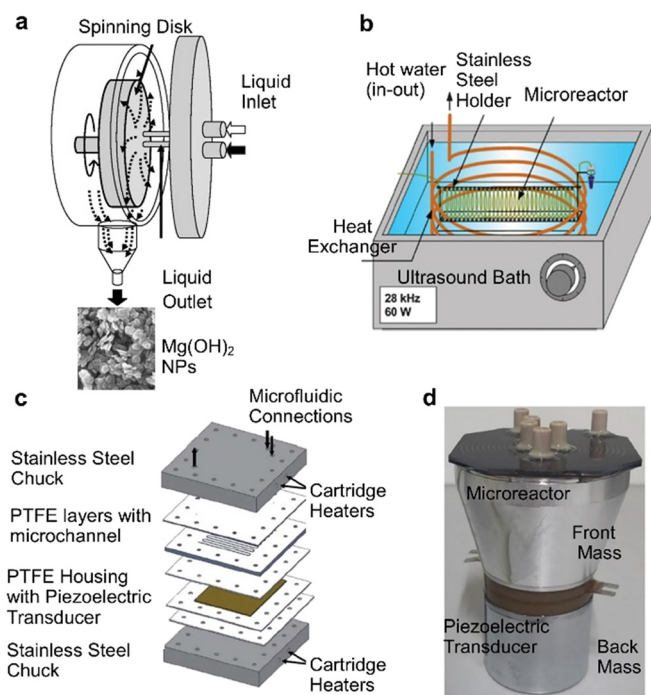 a
Spinning Disk
Liquid
Inlet
Liquid
Outlet
Mg(OH)2
NPs
b
Hot water
(in-out)
Stainless
Steel
Holder
Microreactor
Heat
Exchanger
Ultrasound Bath
28 kHz
60 W
c
Microfluidic
Connections
Stainless Steel
Chuck
Cartridge
Heaters
PTFE layers with
microchannel
PTFE Housing
with Piezoelectric
Transducer
Stainless Steel
Chuck
Cartridge
Heaters
d
Microreactor
Front
Mass
Piezoelectric
Transducer
Back
Mass